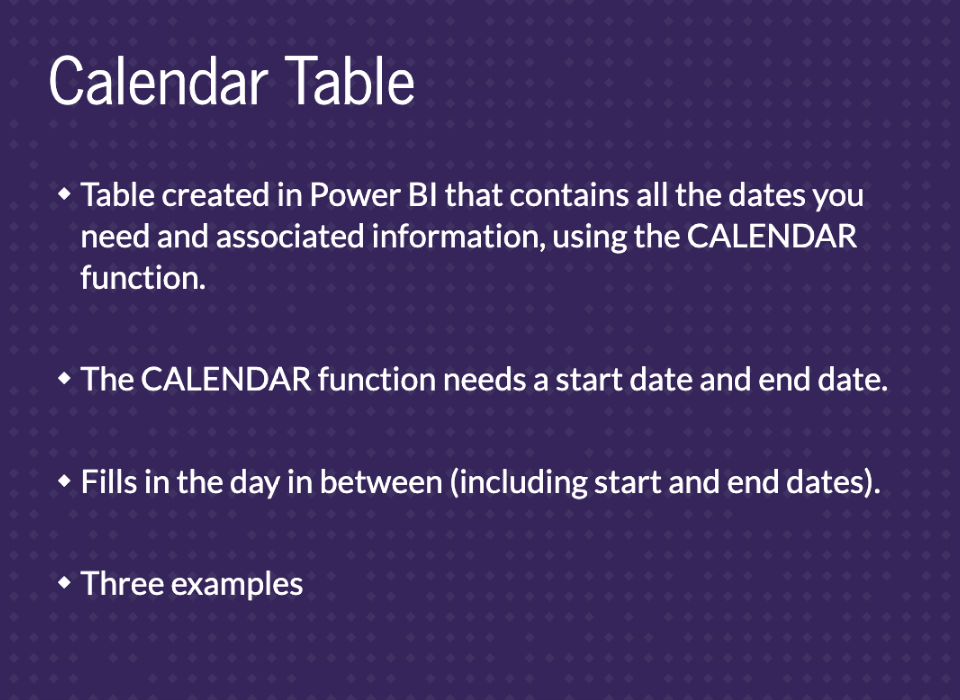 Calendar Table
Table created in Power BI that contains all the dates you
need and associated information, using the CALENDAR
function.
The CALENDAR function needs a start date and end date.
Fills in the day in between (including start and end dates).
Three examples